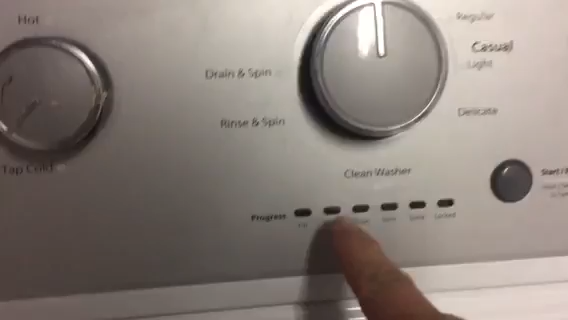 Hot
Regular
Casual
Light
Drain & Spin
Delicate
Rinse & Spin
Tap Cold
Clean Washer
Start/
Progress
Locked